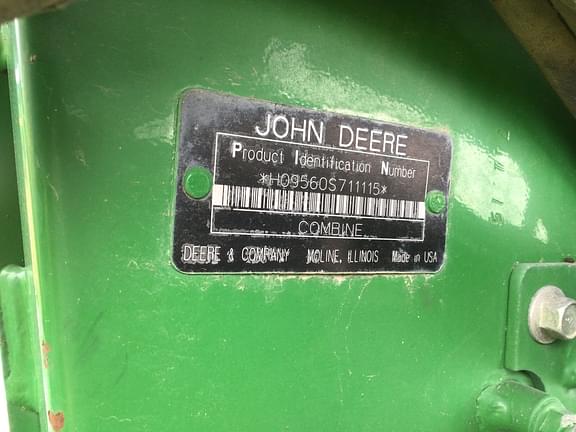 JOHN DEERE
Product Identification Number
*H09560S711115*
COMBINE
DEERE & COMPANY MOLINE, ILLINOIS Made in USA